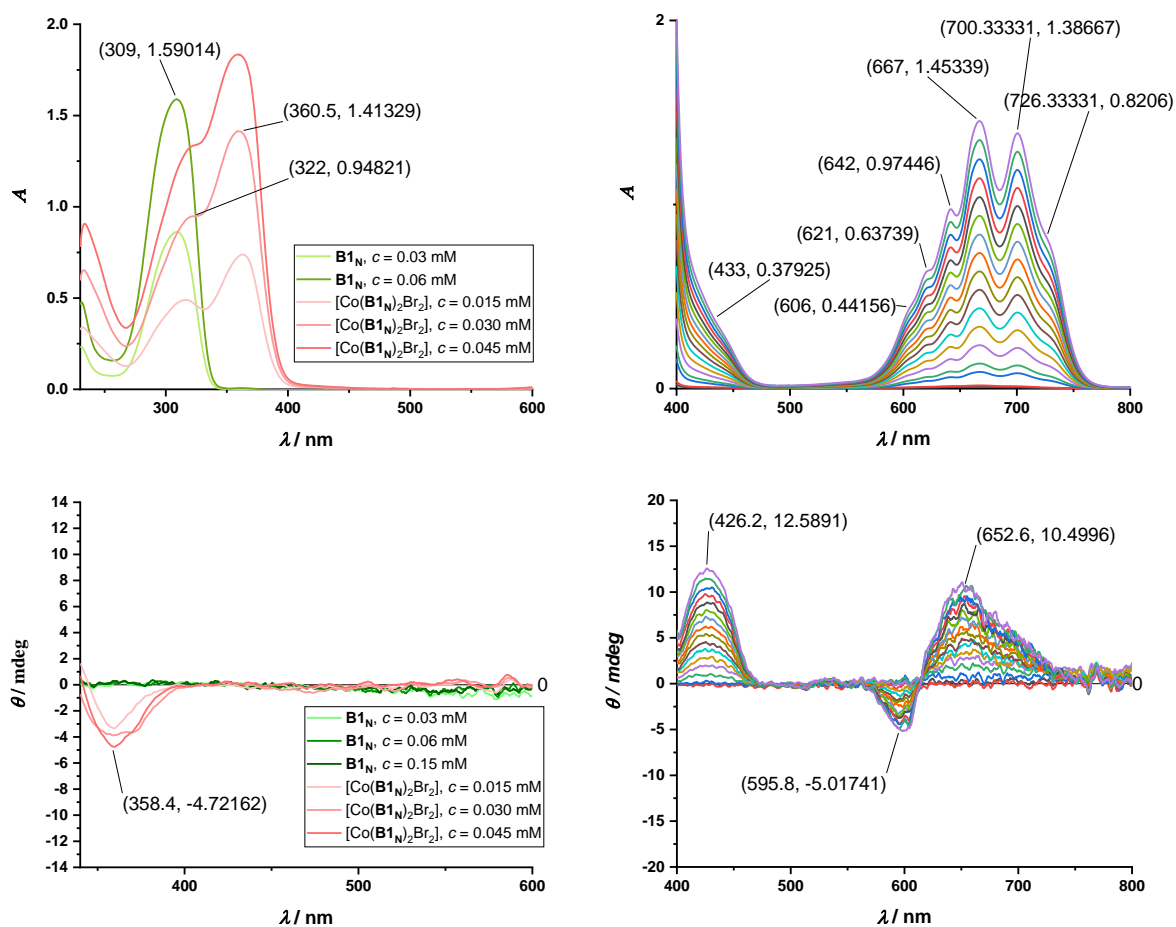 2.0
1.5
1.0
0.5
0.0
A
(309, 1.59014)
(360.5, 1.41329)
(322, 0.94821)
B1N, c = 0.03 mM
B1N, c = 0.06 mM
[Co(B1N)2Br2], c = 0.015 mM
[Co(B1N)2Br2], c = 0.030 mM
[Co(B1N)2Br2], c = 0.045 mM
300 400 500 600
λ / nm
2
1
0
A
(700.33331, 1.38667)
(667, 1.45339)
(726.33331, 0.8206)
(642, 0.97446)
(621, 0.63739)
(433, 0.37925)
(606, 0.44156)
400 500 600 700 800
λ / nm
14
12
10
8
6
4
2
0
-2
-4
-6
-8
-10
-12
-14
θ / mdeg
0
B1N, c = 0.03 mM
B1N, c = 0.06 mM
B1N, c = 0.15 mM
[Co(B1N)2Br2], c = 0.015 mM
[Co(B1N)2Br2], c = 0.030 mM
[Co(B1N)2Br2], c = 0.045 mM
(358.4, -4.72162)
400 500 600
λ / nm
20
15
10
5
0
-5
-10
-15
-20
θ / mdeg
(426.2, 12.5891)
(652.6, 10.4996)
0
(595.8, -5.01741)
400 500 600 700 800
λ / nm